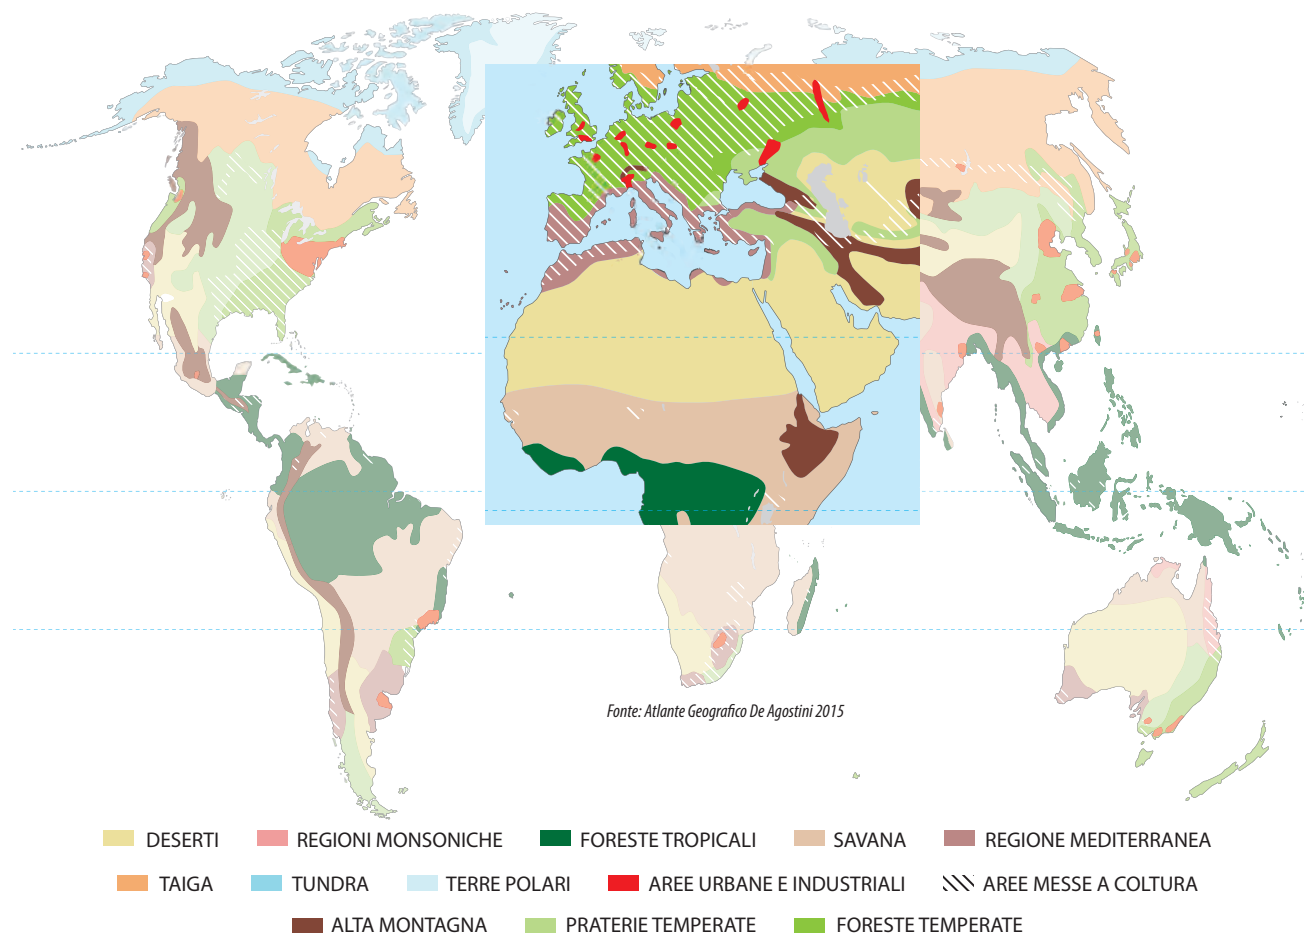 Fonte: Atlante Geografico De Agostini 2015
DESERTI REGIONI MONSONICHE FORESTE TROPICALI SAVANA REGIONE MEDITERRANEA
TAIGA TUNDRA TERRE POLARI AREE URBANE E INDUSTRIALI AREE MESSE A COLTURA
ALTA MONTAGNA PRATERIE TEMPERATE FORESTE TEMPERATE